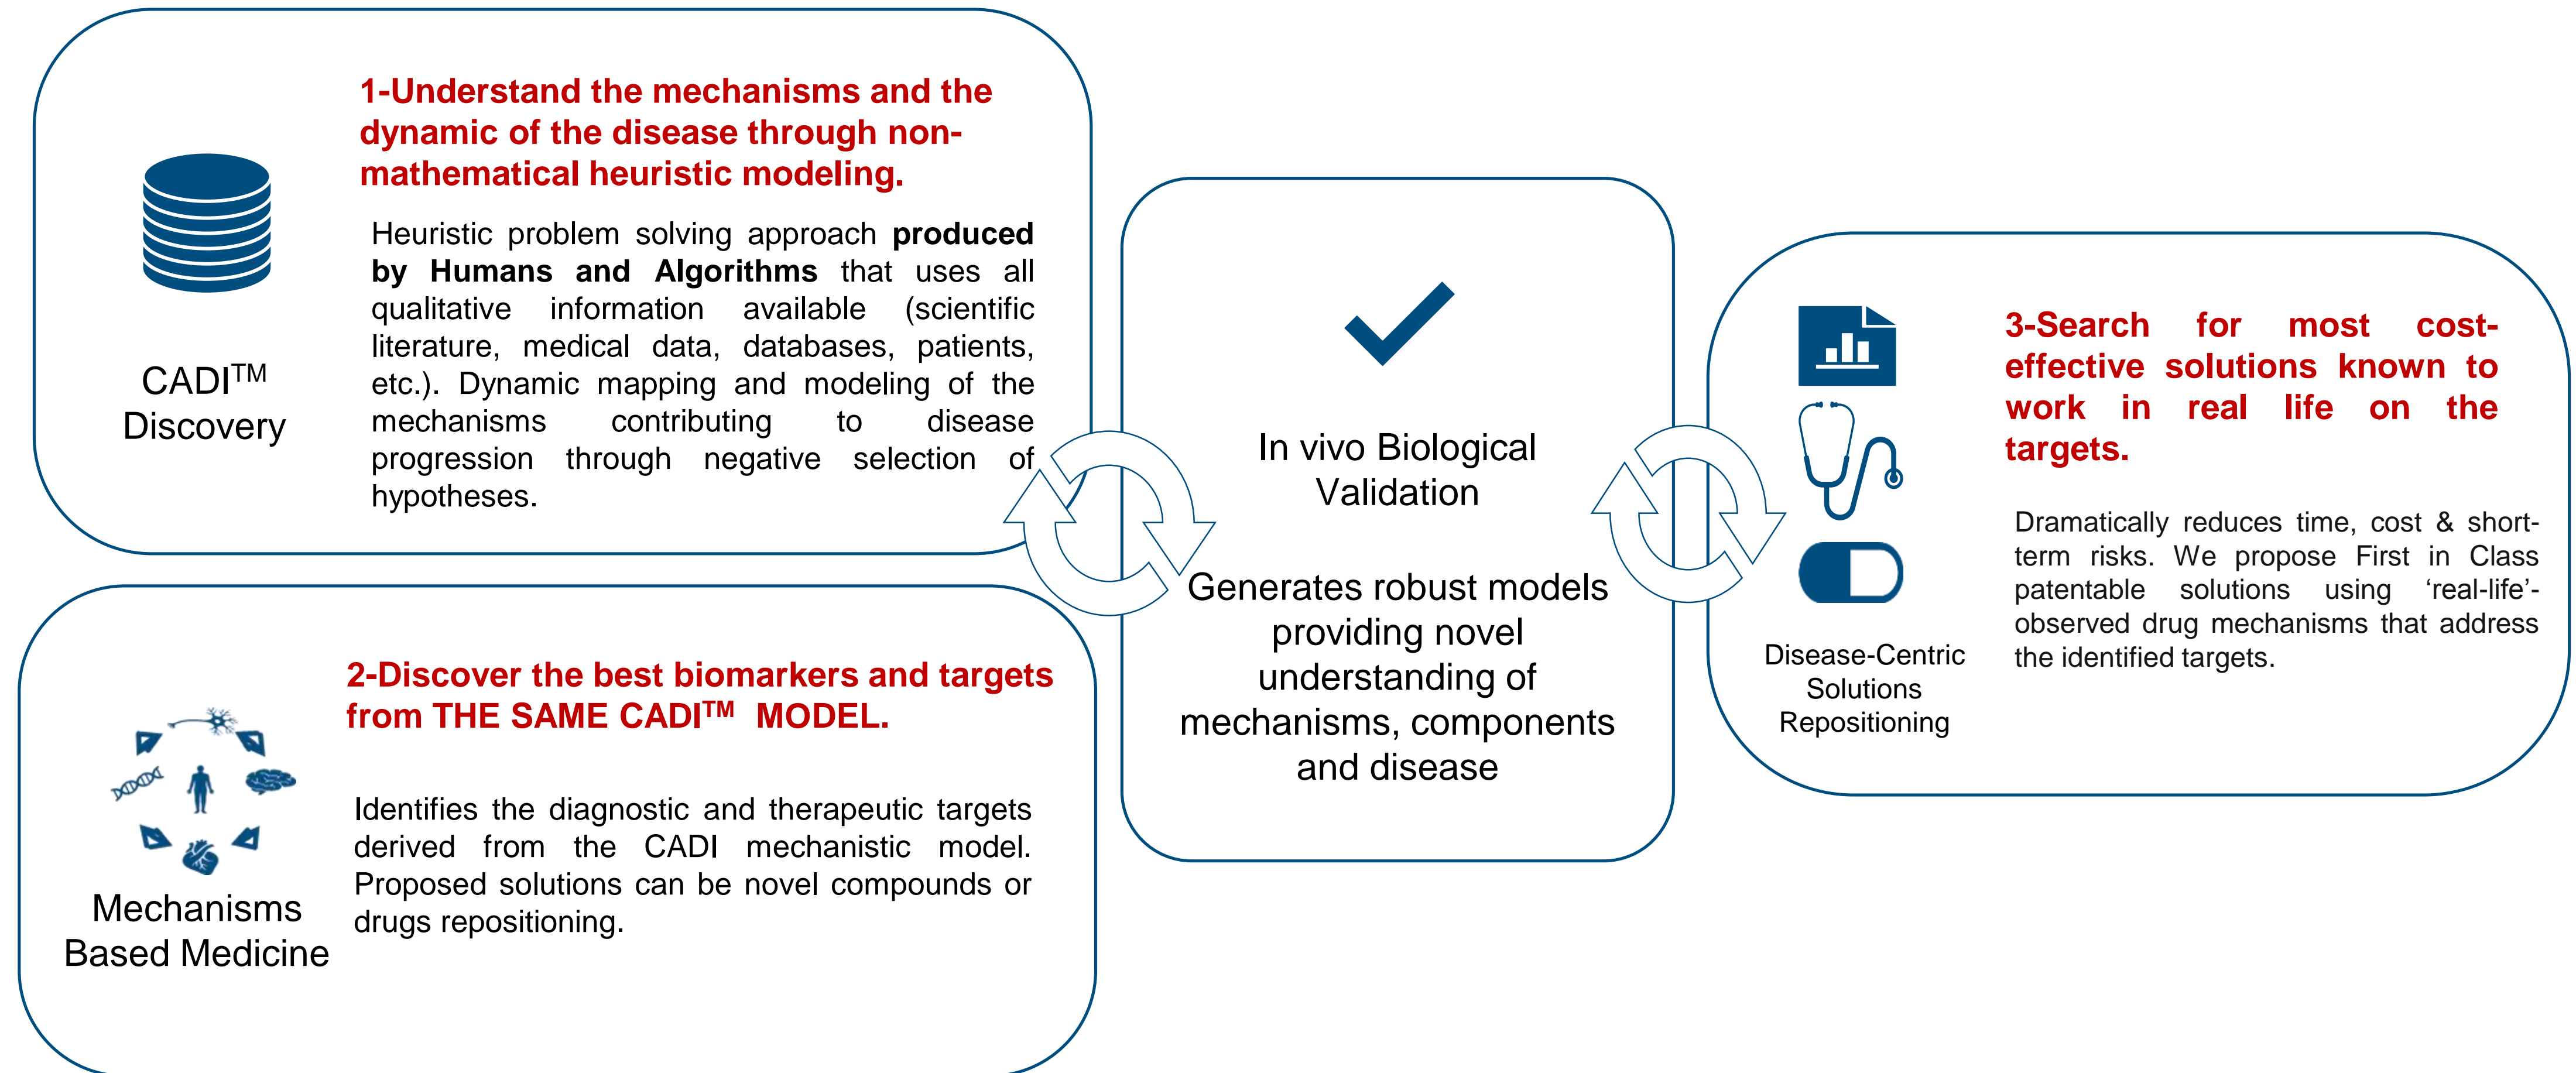 1-Understand the mechanisms and the
dynamic of the disease through non-
mathematical heuristic modeling.
CADI™
Discovery
Heuristic problem solving approach produced
by Humans and Algorithms that uses all
qualitative information available (scientific
literature, medical data, databases, patients,
etc.). Dynamic mapping and modeling of the
mechanisms contributing to disease
progression through negative selection of
hypotheses.
2-Discover the best biomarkers and targets
from THE SAME CADI™ MODEL.
Mechanisms
Based Medicine
Identifies the diagnostic and therapeutic targets
derived from the CADI mechanistic model.
Proposed solutions can be novel compounds or
drugs repositioning.
In vivo Biological
Validation
Generates robust models
providing novel
understanding of
mechanisms, components
and disease
3-Search for most cost-
effective solutions known to
work in real life on the
targets.
Disease-Centric
Solutions
Repositioning
Dramatically reduces time, cost & short-
term risks. We propose First in Class
patentable solutions using ‘real-life’-
observed drug mechanisms that address
the identified targets.